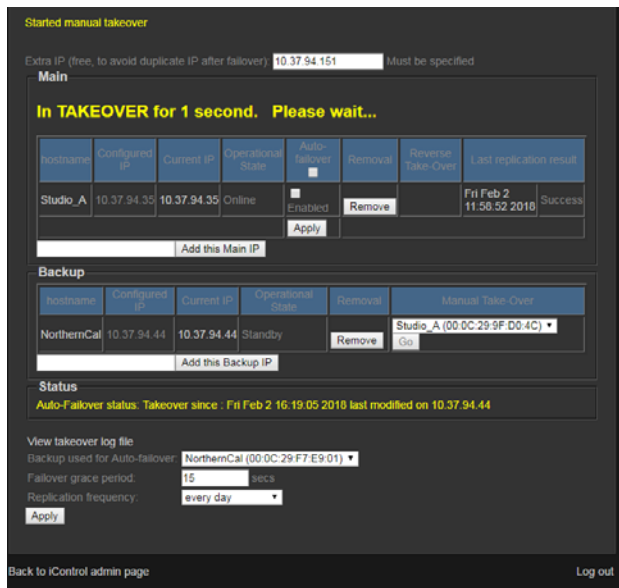 Started manual takeover
Extra IP (free, to avoid duplicate IP after failover): 10.37.94.151 Must be specified
Main
In TAKEOVER for 1 second. Please wait...
hostname Configured IP Current IP Operational State Auto-failover Removal Reverse Take-Over Last replication result
Studio_A 10.37.94.35 10.37.94.35 Online Enabled Remove Fri Feb 2 11:58:52 2018 Success
Apply
Add this Main IP
Backup
hostname Configured IP Current IP Operational State Removal Manual Take-Over
NorthernCal 10.37.94.44 10.37.94.44 Standby Remove Studio_A (00:0C:29:9F:D0:4C) Go
Add this Backup IP
Status
Auto-Failover status: Takeover since : Fri Feb 2 16:19:05 2018 last modified on 10.37.94.44
View takeover log file
Backup used for Auto-failover: NorthernCal (00:0C:29:F7:E9:01)
Failover grace period: 15 secs
Replication frequency: every day
Apply
Back to iControl admin page Log out